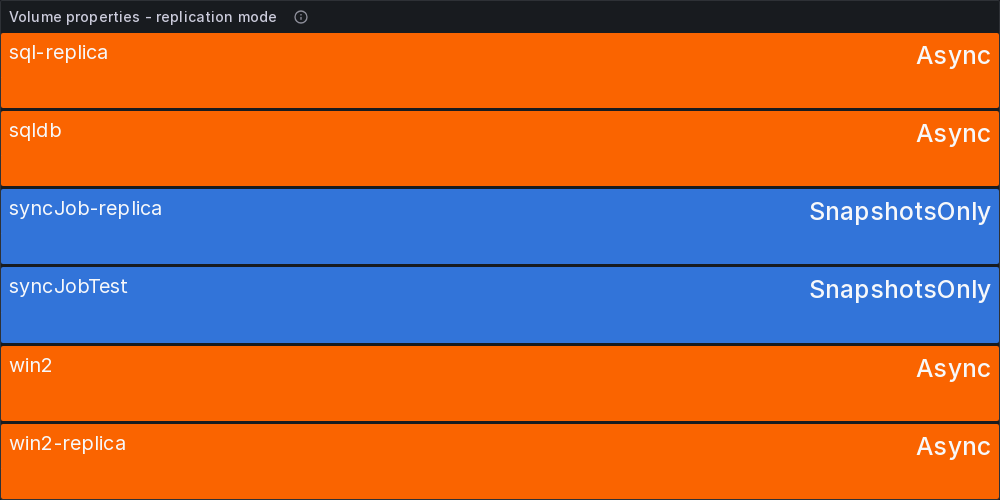 Volume properties - replication mode
sql-replica Async
sqldb Async
syncJob-replica SnapshotsOnly
syncJobTest SnapshotsOnly
win2 Async
win2-replica Async